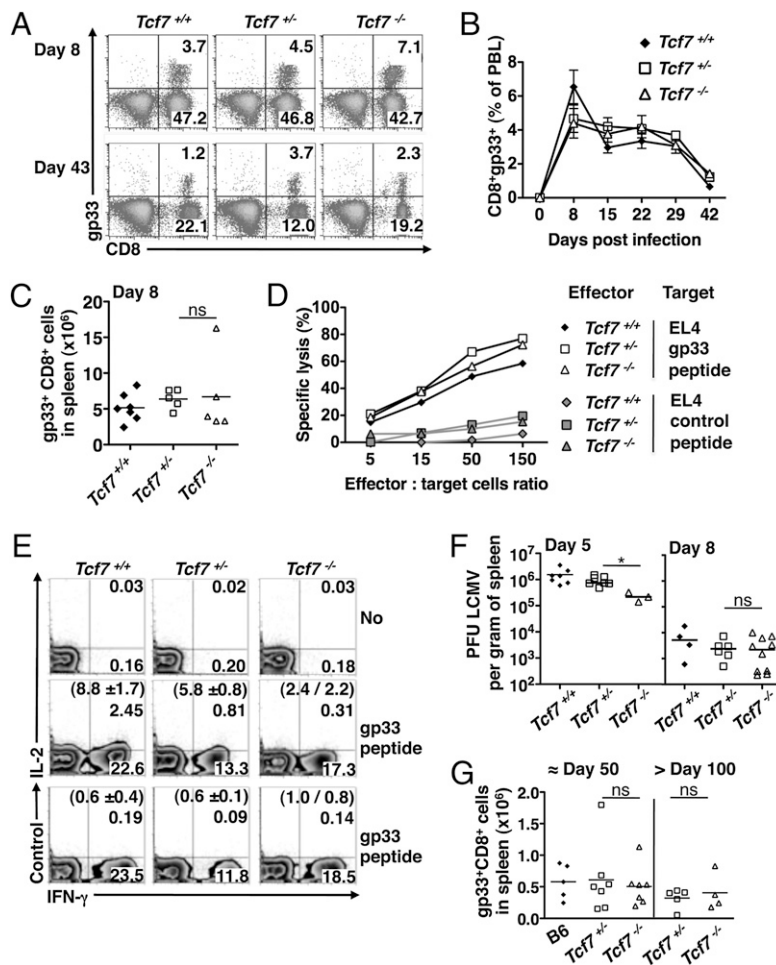 A
Tcf7 +/+ Tcf7 +/- Tcf7 -/-
Day 8
3.7 4.5 7.1
47.2 46.8 42.7
Day 43
1.2 3.7 2.3
22.1 12.0 19.2
gp33
CD8
B
Tcf7 +/+
Tcf7 +/-
Tcf7 -/-
CD8+gp33+ (% of PBL)
8
6
4
2
0
0 8 15 22 29 42
Days post infection
C
Day 8
ns
gp33+ CD8+ cells
in spleen (x10⁶)
20
15
10
5
0
Tcf7 +/+ Tcf7 +/- Tcf7 -/-
D
Specific lysis (%)
100
80
60
40
20
0
5 15 50 150
Effector : target cells ratio
Effector Target
Tcf7 +/+ EL4
Tcf7 +/- gp33
Tcf7 -/- peptide
Tcf7 +/+ EL4
Tcf7 +/- control
Tcf7 -/- peptide
E
Tcf7 +/+ Tcf7 +/- Tcf7 -/-
0.03 0.02 0.03
No
0.16 0.20 0.18
(8.8 ±1.7) (5.8 ±0.8) (2.4 / 2.2)
2.45 0.81 0.31
gp33
peptide
22.6 13.3 17.3
IL-2
(0.6 ±0.4) (0.6 ±0.1) (1.0 / 0.8)
0.19 0.09 0.14
gp33
peptide
23.5 11.8 18.5
Control
IFN-γ
F
Day 5 Day 8
* ns
PFU LCMV
per gram of spleen
10⁷
10⁶
10⁵
10⁴
10³
10²
Tcf7 +/+ Tcf7 +/- Tcf7 -/- Tcf7 +/+ Tcf7 +/- Tcf7 -/-
G
≈ Day 50 > Day 100
ns ns
gp33+CD8+ cells
in spleen (x10⁶)
2.0
1.5
1.0
0.5
0.0
B6 Tcf7 +/- Tcf7 -/- Tcf7 +/- Tcf7 -/-